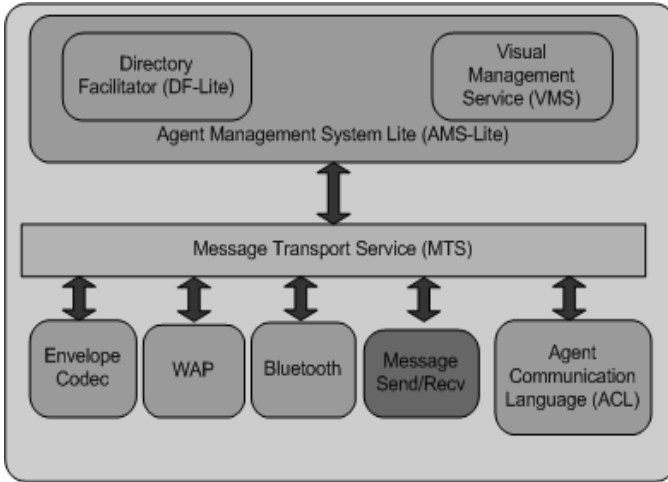 Directory
Facilitator (DF-Lite)
Visual
Management
Service (VMS)
Agent Management System Lite (AMS-Lite)
Message Transport Service (MTS)
Envelope
Codec
WAP
Bluetooth
Message
Send/Recv
Agent
Communication
Language (ACL)